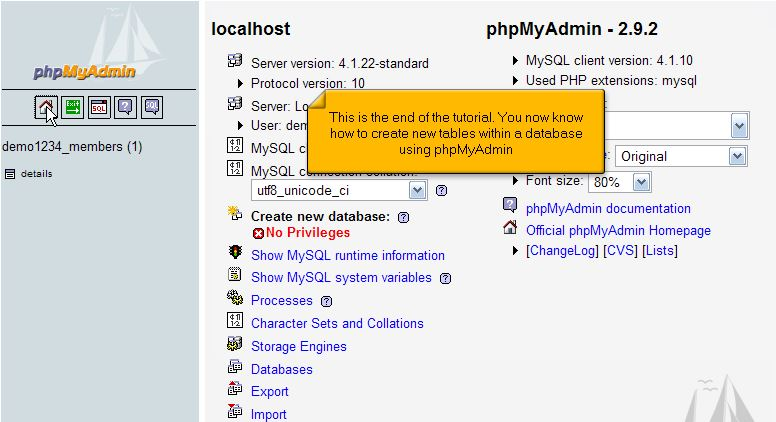 phpMyAdmin
Exit
SQL
demo1234_members (1)
details
localhost
Server version: 4.1.22-standard
Protocol version: 10
Server: Lo
User: dem
MySQL c
MySQL connection collation:
utf8_unicode_ci
Create new database:
No Privileges
Show MySQL runtime information
Show MySQL system variables
Processes
Character Sets and Collations
Storage Engines
Databases
Export
Import
phpMyAdmin - 2.9.2
MySQL client version: 4.1.10
Used PHP extensions: mysql
This is the end of the tutorial. You now know
how to create new tables within a database
using phpMyAdmin
e:
Original
Font size:
80%
phpMyAdmin documentation
Official phpMyAdmin Homepage
[ChangeLog] [CVS] [Lists]